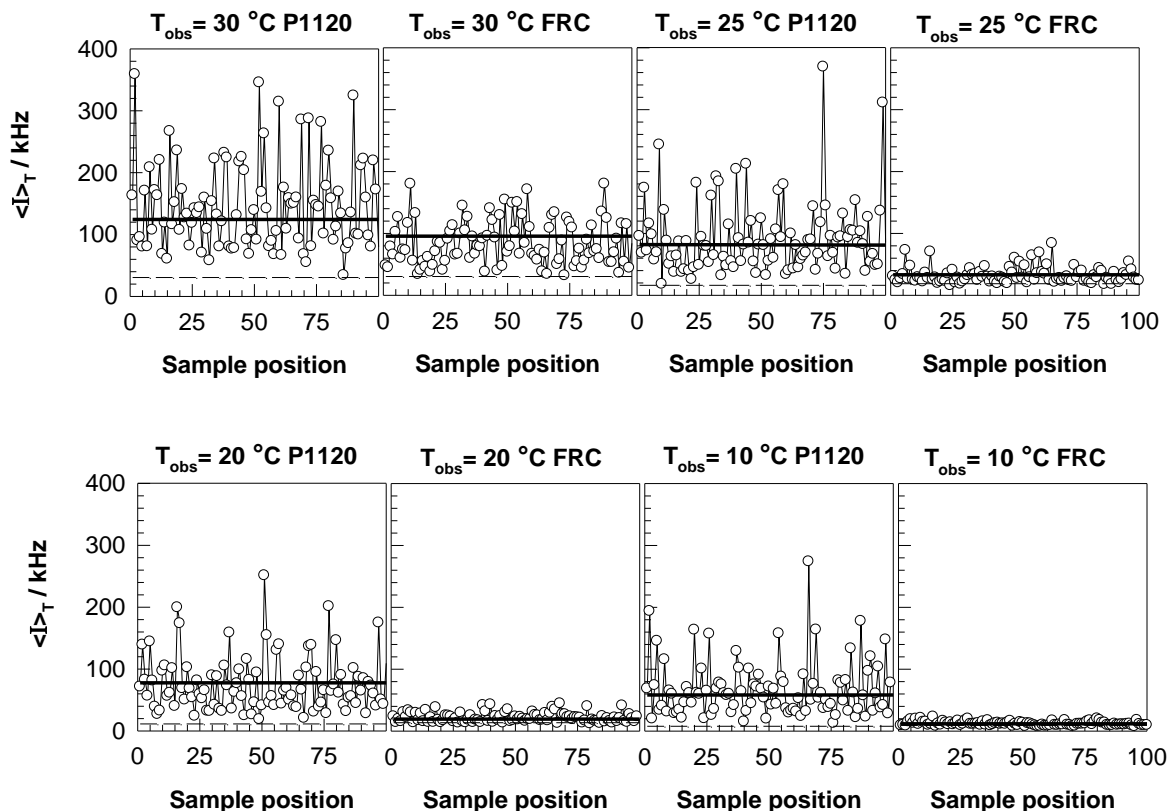 T_obs= 30 °C P1120 T_obs= 30 °C FRC T_obs= 25 °C P1120 T_obs= 25 °C FRC
400
300
200
100
0
<I>_T / kHz
0 25 50 75 0 25 50 75 0 25 50 75 0 25 50 75 100
Sample position Sample position Sample position Sample position
T_obs= 20 °C P1120 T_obs= 20 °C FRC T_obs= 10 °C P1120 T_obs= 10 °C FRC
400
300
200
100
0
<I>_T / kHz
0 25 50 75 0 25 50 75 0 25 50 75 0 25 50 75 100
Sample position Sample position Sample position Sample position